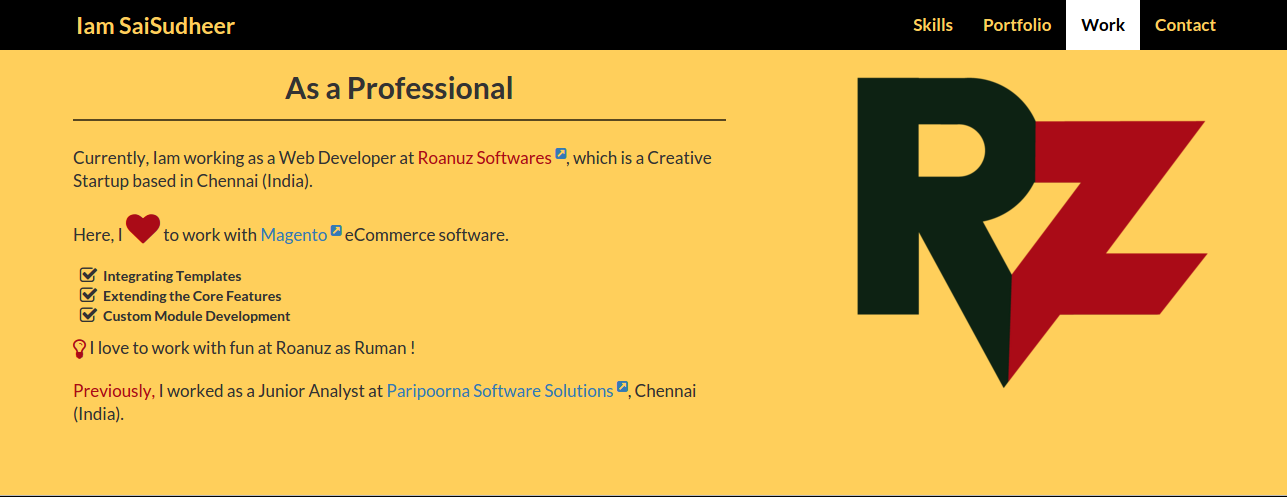 Iam SaiSudheer Skills Portfolio Work Contact
As a Professional
Currently, Iam working as a Web Developer at Roanuz Softwares, which is a Creative
Startup based in Chennai (India).
Here, I to work with Magento eCommerce software.
Integrating Templates
Extending the Core Features
Custom Module Development
I love to work with fun at Roanuz as Ruman !
Previously, I worked as a Junior Analyst at Paripoorna Software Solutions, Chennai
(India).
RZ